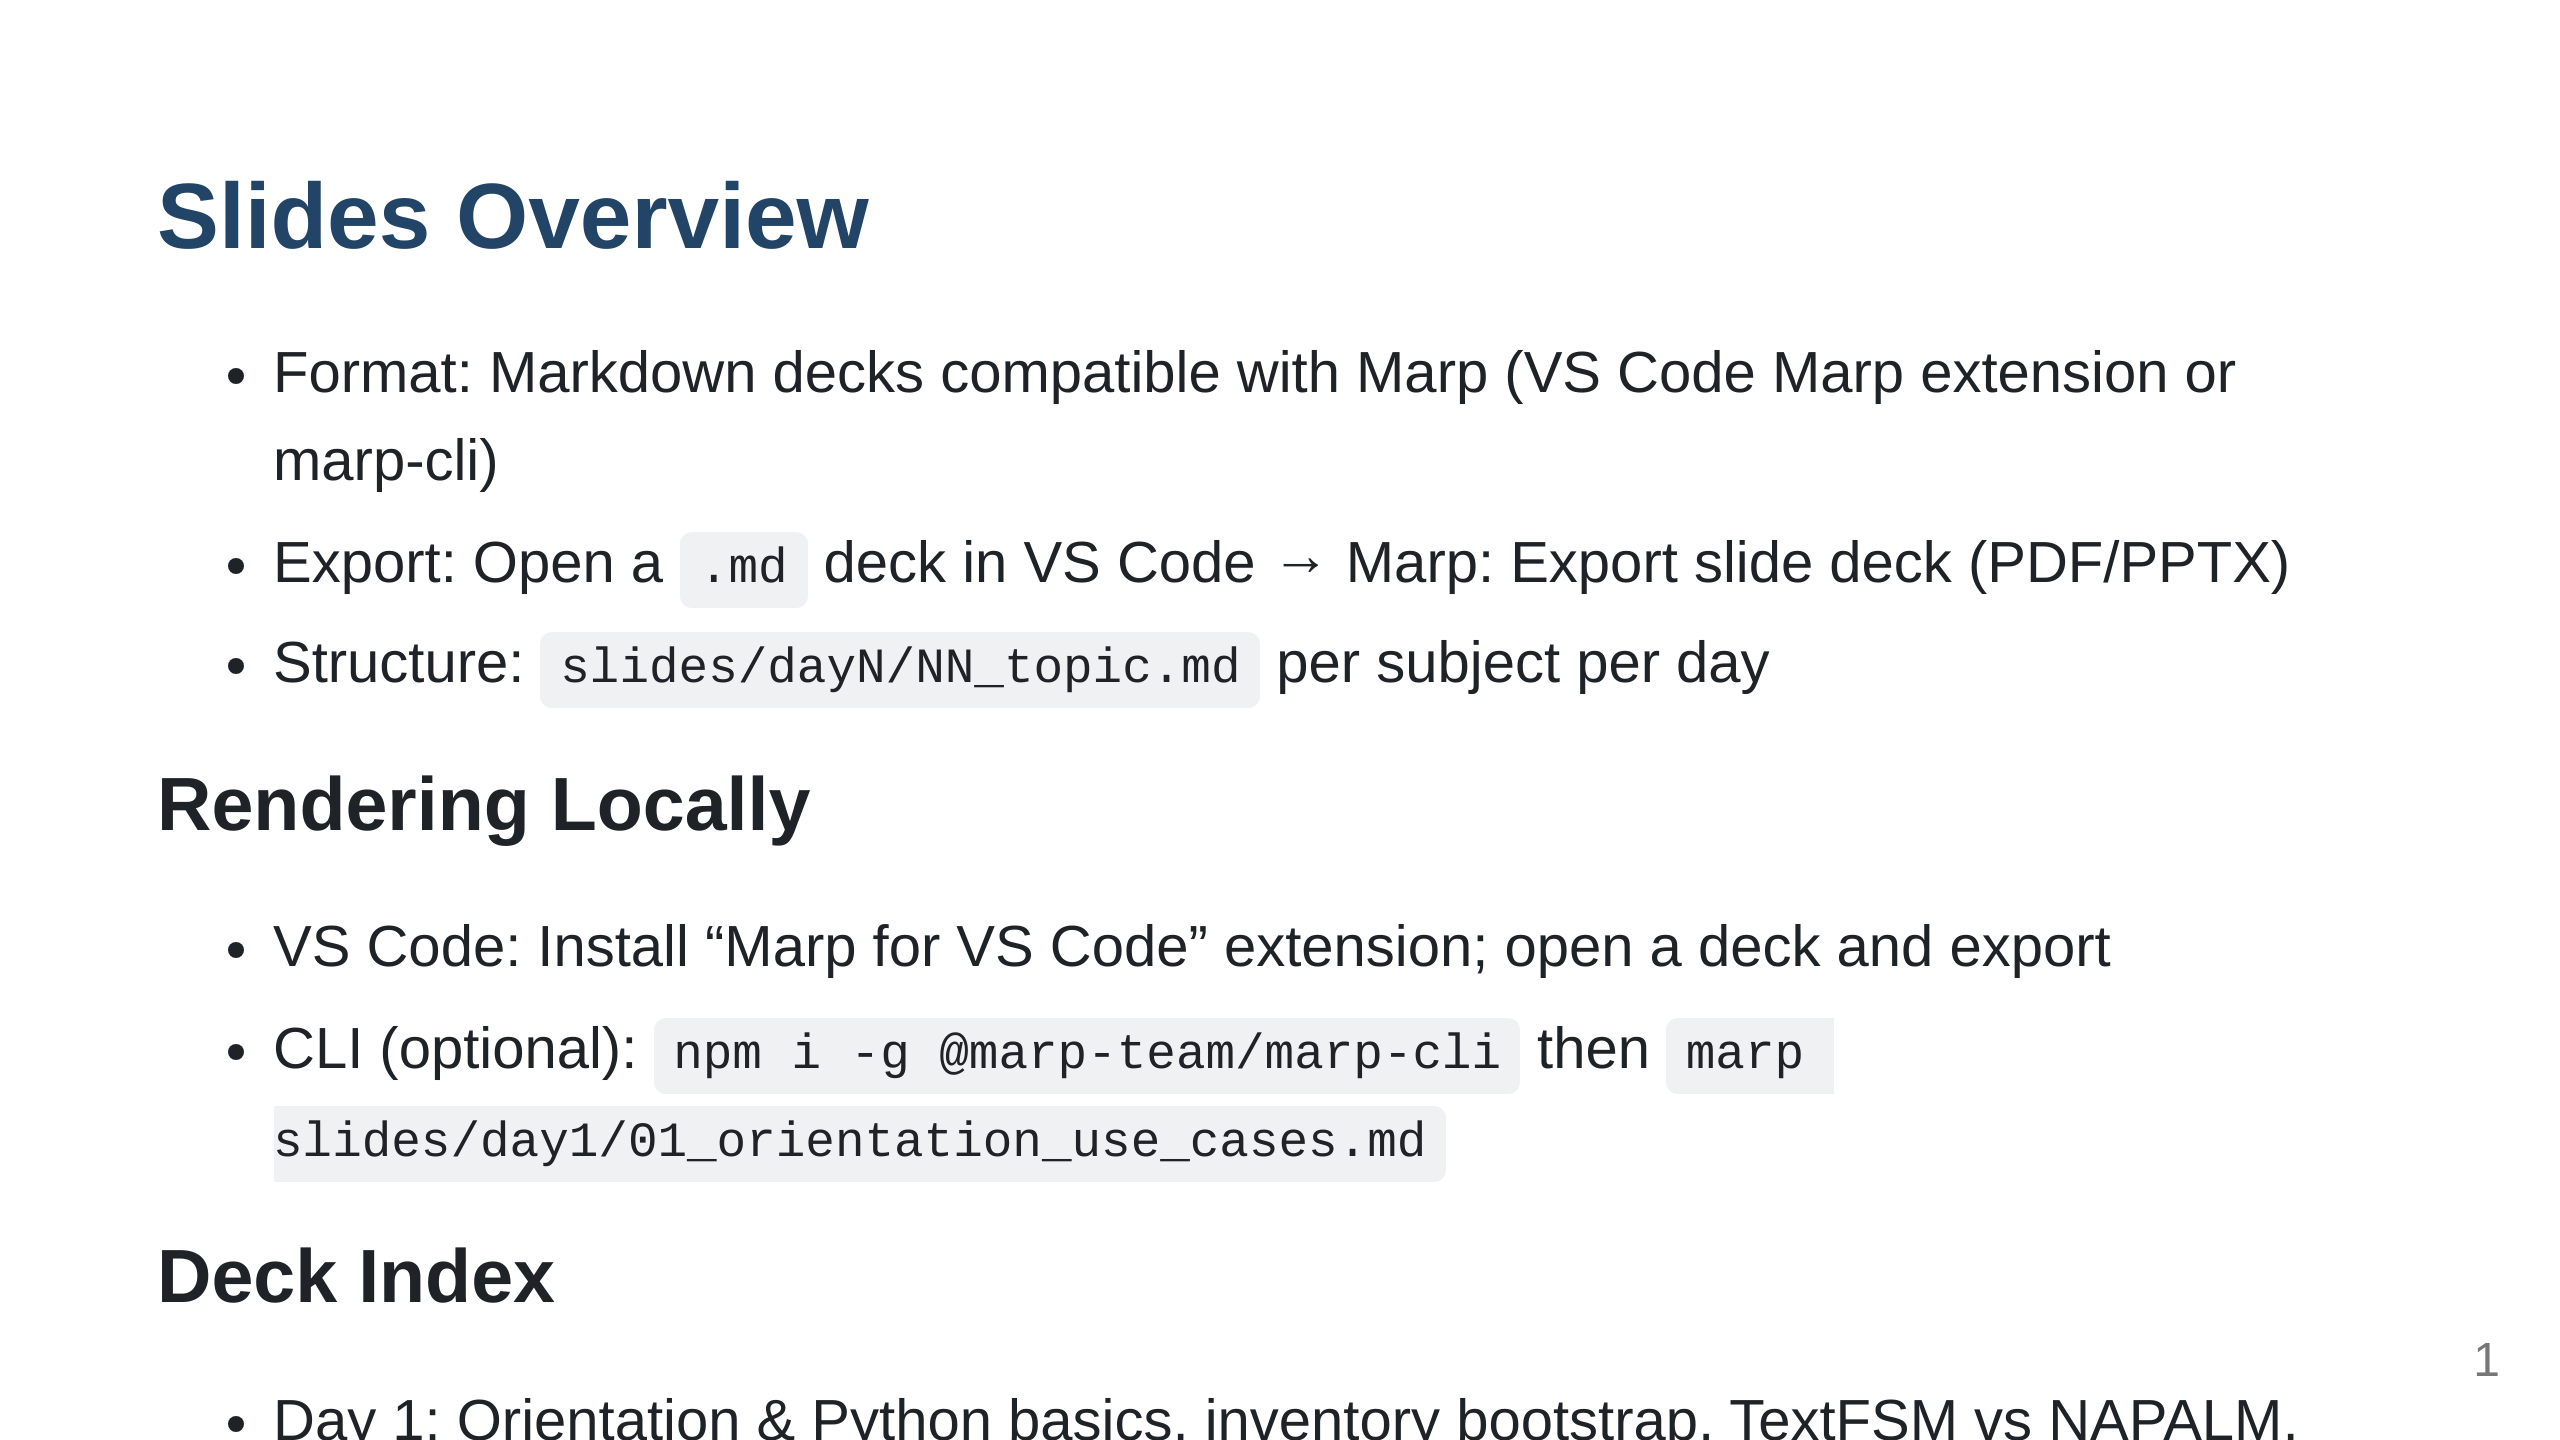 Slides Overview
• Format: Markdown decks compatible with Marp (VS Code Marp extension or
marp-cli)
• Export: Open a .md deck in VS Code → Marp: Export slide deck (PDF/PPTX)
• Structure: slides/dayN/NN_topic.md per subject per day
Rendering Locally
• VS Code: Install “Marp for VS Code” extension; open a deck and export
• CLI (optional): npm i -g @marp-team/marp-cli then marp
slides/day1/01_orientation_use_cases.md
Deck Index
• Day 1: Orientation & Python basics, inventory bootstrap, TextFSM vs NAPALM,
1